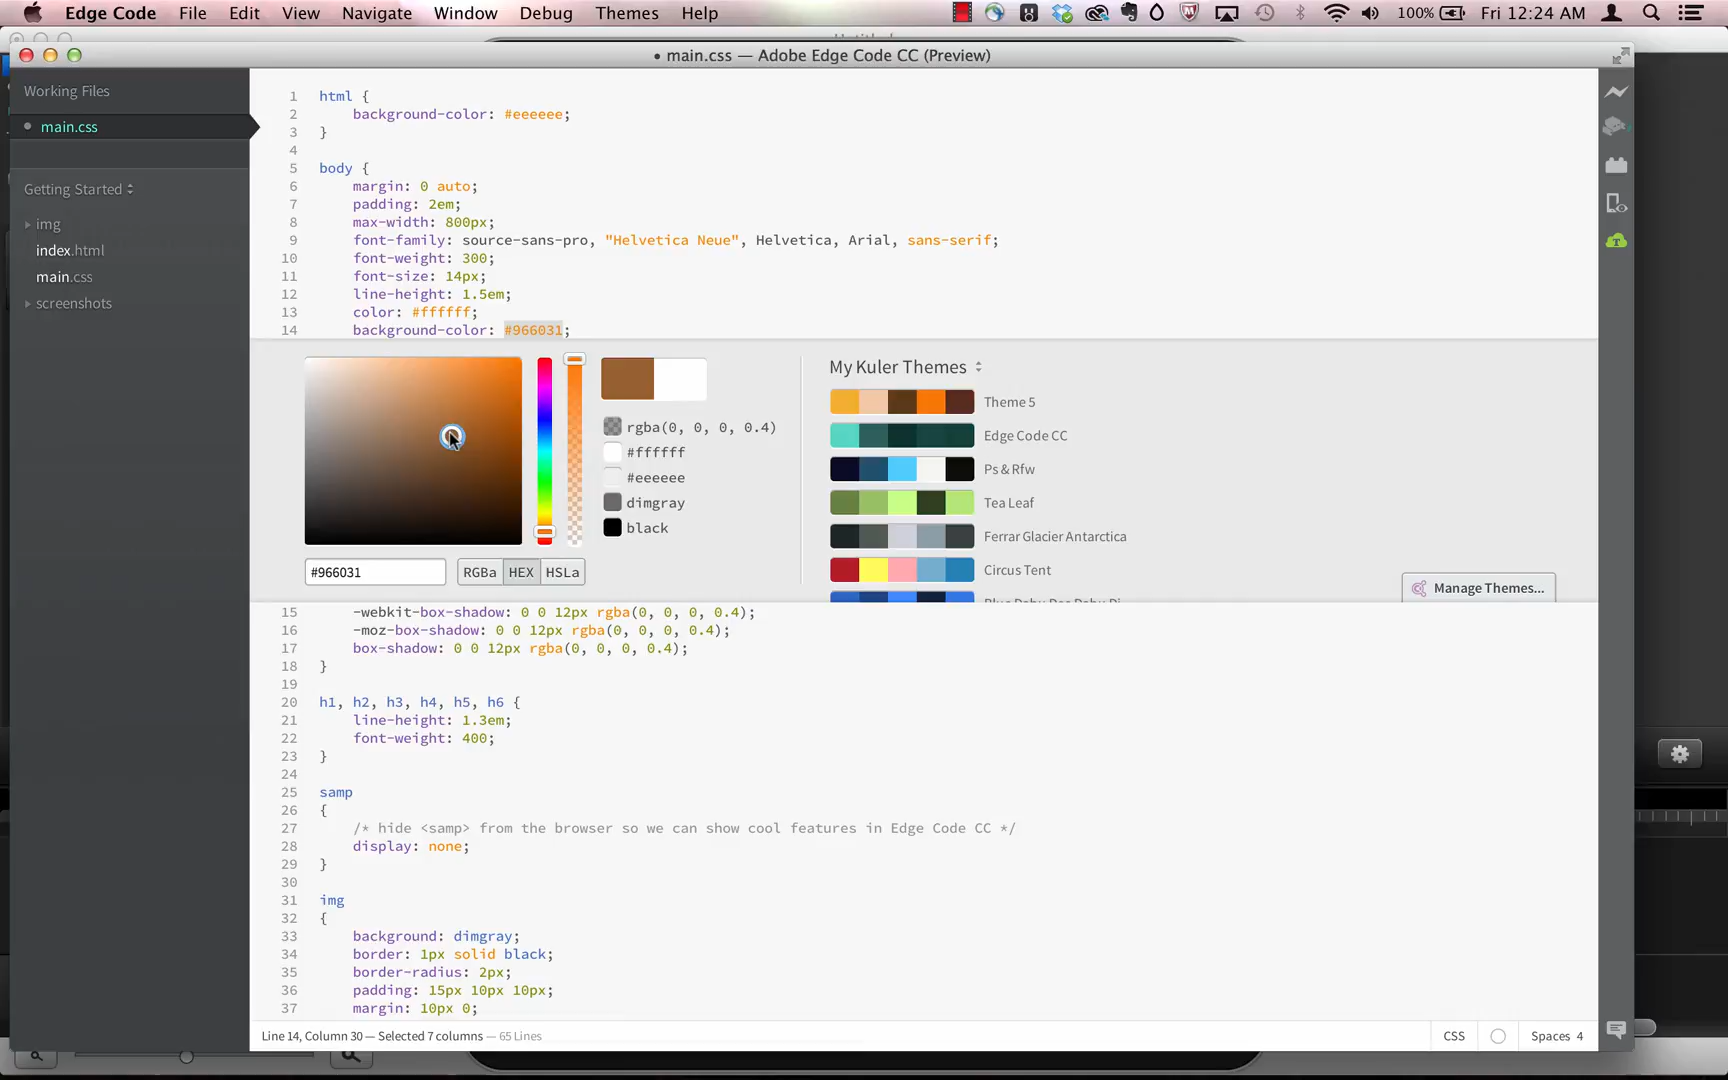 Edge Code File Edit View Navigate Window Debug Themes Help 100% Fri 12:24 AM
• main.css — Adobe Edge Code CC (Preview)
Working Files
main.css
Getting Started
img
index.html
main.css
screenshots
1 html {
2 background-color: #eeeeee;
3 }
4
5 body {
6 margin: 0 auto;
7 padding: 2em;
8 max-width: 800px;
9 font-family: source-sans-pro, "Helvetica Neue", Helvetica, Arial, sans-serif;
10 font-weight: 300;
11 font-size: 14px;
12 line-height: 1.5em;
13 color: #ffffff;
14 background-color: #966031;
rgba(0, 0, 0, 0.4)
#ffffff
#eeeeee
dimgray
black
#966031
RGBa HEX HSLa
My Kuler Themes
Theme 5
Edge Code CC
Ps & Rfw
Tea Leaf
Ferrar Glacier Antarctica
Circus Tent
Manage Themes...
15 -webkit-box-shadow: 0 0 12px rgba(0, 0, 0, 0.4);
16 -moz-box-shadow: 0 0 12px rgba(0, 0, 0, 0.4);
17 box-shadow: 0 0 12px rgba(0, 0, 0, 0.4);
18 }
19
20 h1, h2, h3, h4, h5, h6 {
21 line-height: 1.3em;
22 font-weight: 400;
23 }
24
25 samp
26 {
27 /* hide <samp> from the browser so we can show cool features in Edge Code CC */
28 display: none;
29 }
30
31 img
32 {
33 background: dimgray;
34 border: 1px solid black;
35 border-radius: 2px;
36 padding: 15px 10px 10px;
37 margin: 10px 0;
Line 14, Column 30 — Selected 7 columns — 65 Lines
CSS
Spaces 4